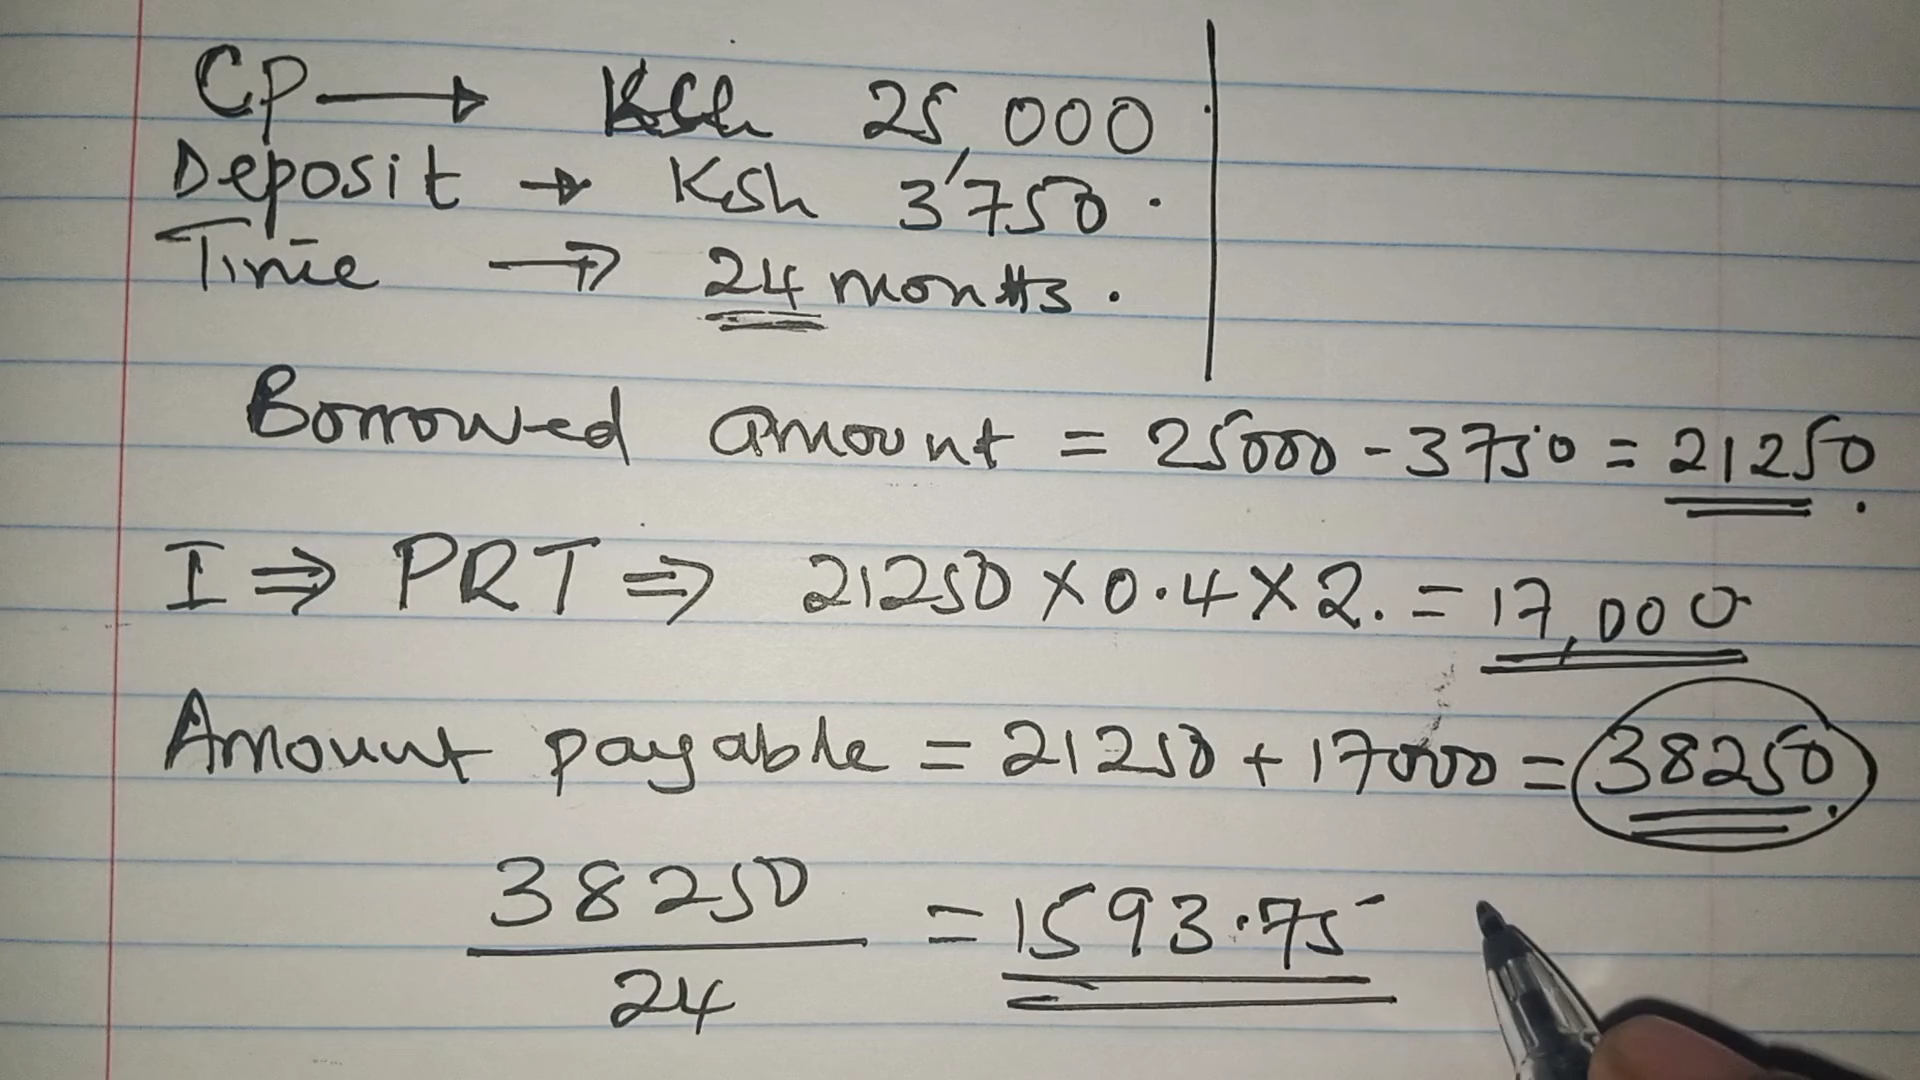 CP → Ksh 25,000
Deposit → Ksh 3'750.
Time → 24 months.
Borrowed amount = 25000 - 3750 = 21250.
I ⇒ PRT ⇒ 21250 × 0.4 × 2. = 17,000
Amount payable = 21250 + 17000 = 38250.
38250
24
= 1593.75